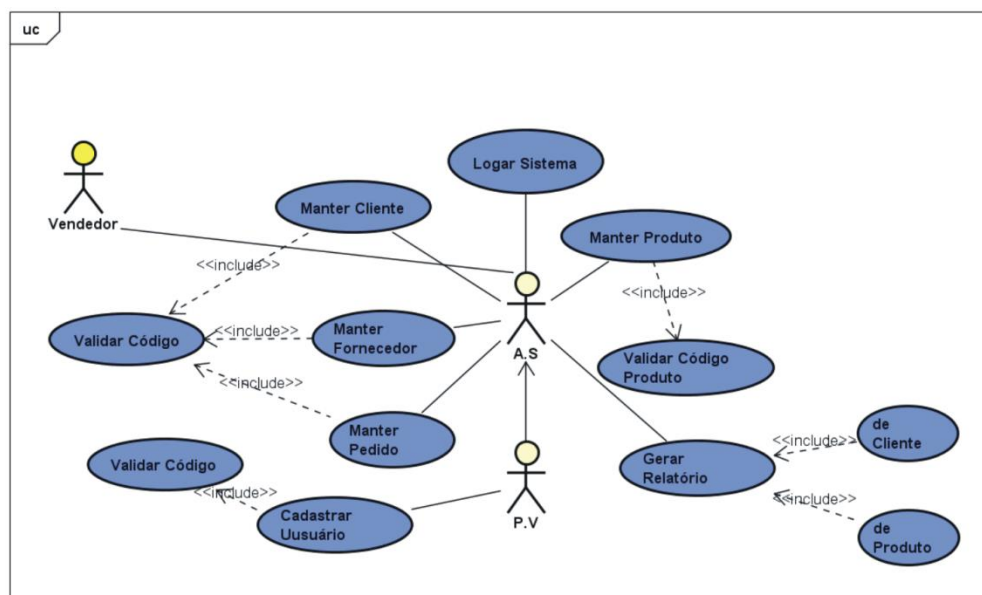 uc
Logar Sistema
Vendedor
Manter Cliente
Manter Produto
<<include>>
<<include>>
Validar Código
<<include>>
Manter
Fornecedor
A.S
Validar Código
Produto
<<include>>
Manter
Pedido
Validar Código
<<include>>
Cadastrar
Uusuário
P.V
Gerar
Relatório
<<include>>
de
Cliente
<<include>>
de
Produto